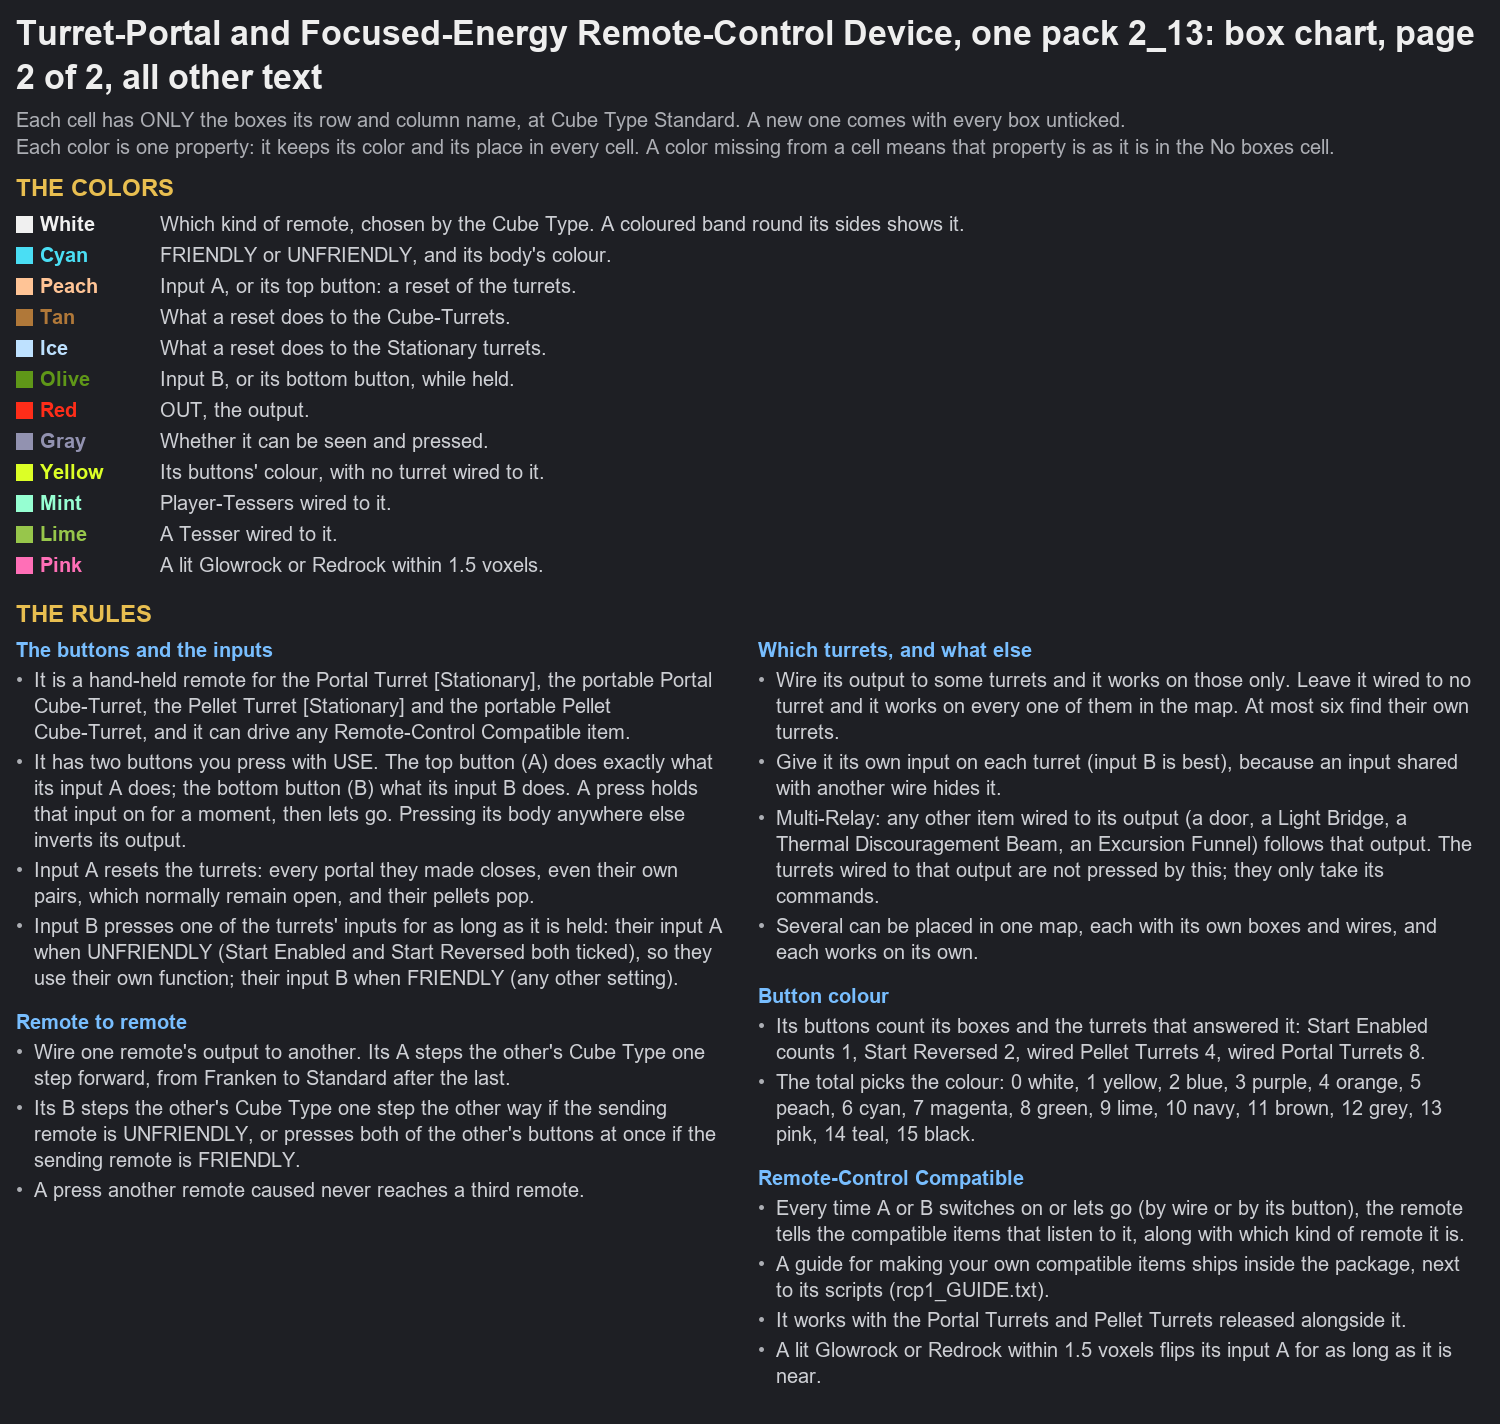 Turret-Portal and Focused-Energy Remote-Control Device, one pack 2_13: box chart, page
2 of 2, all other text
Each cell has ONLY the boxes its row and column name, at Cube Type Standard. A new one comes with every box unticked.
Each color is one property: it keeps its color and its place in every cell. A color missing from a cell means that property is as it is in the No boxes cell.
THE COLORS
White Which kind of remote, chosen by the Cube Type. A coloured band round its sides shows it.
Cyan FRIENDLY or UNFRIENDLY, and its body's colour.
Peach Input A, or its top button: a reset of the turrets.
Tan What a reset does to the Cube-Turrets.
Ice What a reset does to the Stationary turrets.
Olive Input B, or its bottom button, while held.
Red OUT, the output.
Gray Whether it can be seen and pressed.
Yellow Its buttons' colour, with no turret wired to it.
Mint Player-Tessers wired to it.
Lime A Tesser wired to it.
Pink A lit Glowrock or Redrock within 1.5 voxels.
THE RULES
The buttons and the inputs
• It is a hand-held remote for the Portal Turret [Stationary], the portable Portal
Cube-Turret, the Pellet Turret [Stationary] and the portable Pellet
Cube-Turret, and it can drive any Remote-Control Compatible item.
• It has two buttons you press with USE. The top button (A) does exactly what
its input A does; the bottom button (B) what its input B does. A press holds
that input on for a moment, then lets go. Pressing its body anywhere else
inverts its output.
• Input A resets the turrets: every portal they made closes, even their own
pairs, which normally remain open, and their pellets pop.
• Input B presses one of the turrets' inputs for as long as it is held: their input A
when UNFRIENDLY (Start Enabled and Start Reversed both ticked), so they
use their own function; their input B when FRIENDLY (any other setting).
Remote to remote
• Wire one remote's output to another. Its A steps the other's Cube Type one
step forward, from Franken to Standard after the last.
• Its B steps the other's Cube Type one step the other way if the sending
remote is UNFRIENDLY, or presses both of the other's buttons at once if the
sending remote is FRIENDLY.
• A press another remote caused never reaches a third remote.
Which turrets, and what else
• Wire its output to some turrets and it works on those only. Leave it wired to no
turret and it works on every one of them in the map. At most six find their own
turrets.
• Give it its own input on each turret (input B is best), because an input shared
with another wire hides it.
• Multi-Relay: any other item wired to its output (a door, a Light Bridge, a
Thermal Discouragement Beam, an Excursion Funnel) follows that output. The
turrets wired to that output are not pressed by this; they only take its
commands.
• Several can be placed in one map, each with its own boxes and wires, and
each works on its own.
Button colour
• Its buttons count its boxes and the turrets that answered it: Start Enabled
counts 1, Start Reversed 2, wired Pellet Turrets 4, wired Portal Turrets 8.
• The total picks the colour: 0 white, 1 yellow, 2 blue, 3 purple, 4 orange, 5
peach, 6 cyan, 7 magenta, 8 green, 9 lime, 10 navy, 11 brown, 12 grey, 13
pink, 14 teal, 15 black.
Remote-Control Compatible
• Every time A or B switches on or lets go (by wire or by its button), the remote
tells the compatible items that listen to it, along with which kind of remote it is.
• A guide for making your own compatible items ships inside the package, next
to its scripts (rcp1_GUIDE.txt).
• It works with the Portal Turrets and Pellet Turrets released alongside it.
• A lit Glowrock or Redrock within 1.5 voxels flips its input A for as long as it is
near.